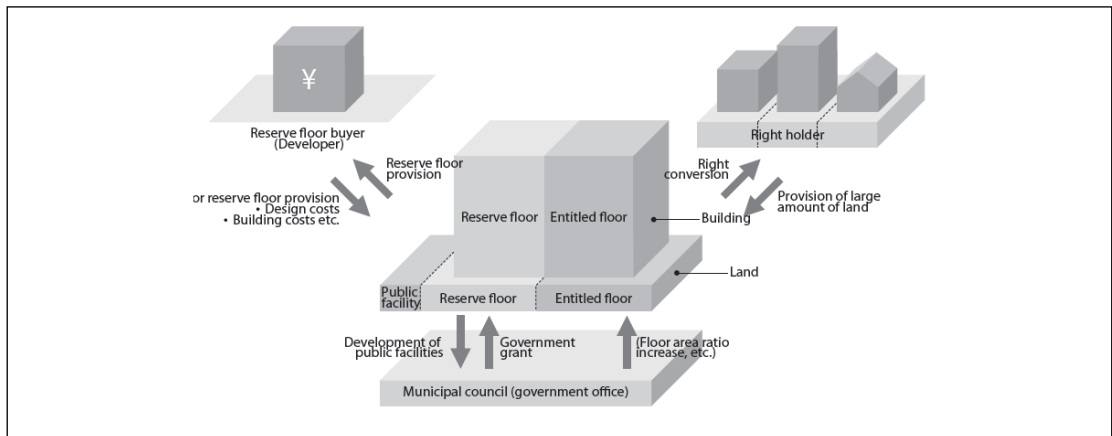 ¥
Reserve floor buyer
(Developer)
Right holder
Reserve floor
provision
or reserve floor provision
• Design costs
• Building costs etc.
Right
conversion
Provision of large
amount of land
Reserve floor
Entitled floor
Building
Land
Public
facility
Reserve floor
Entitled floor
Development of
public facilities
Government
grant
(Floor area ratio
increase, etc.)
Municipal council (government office)